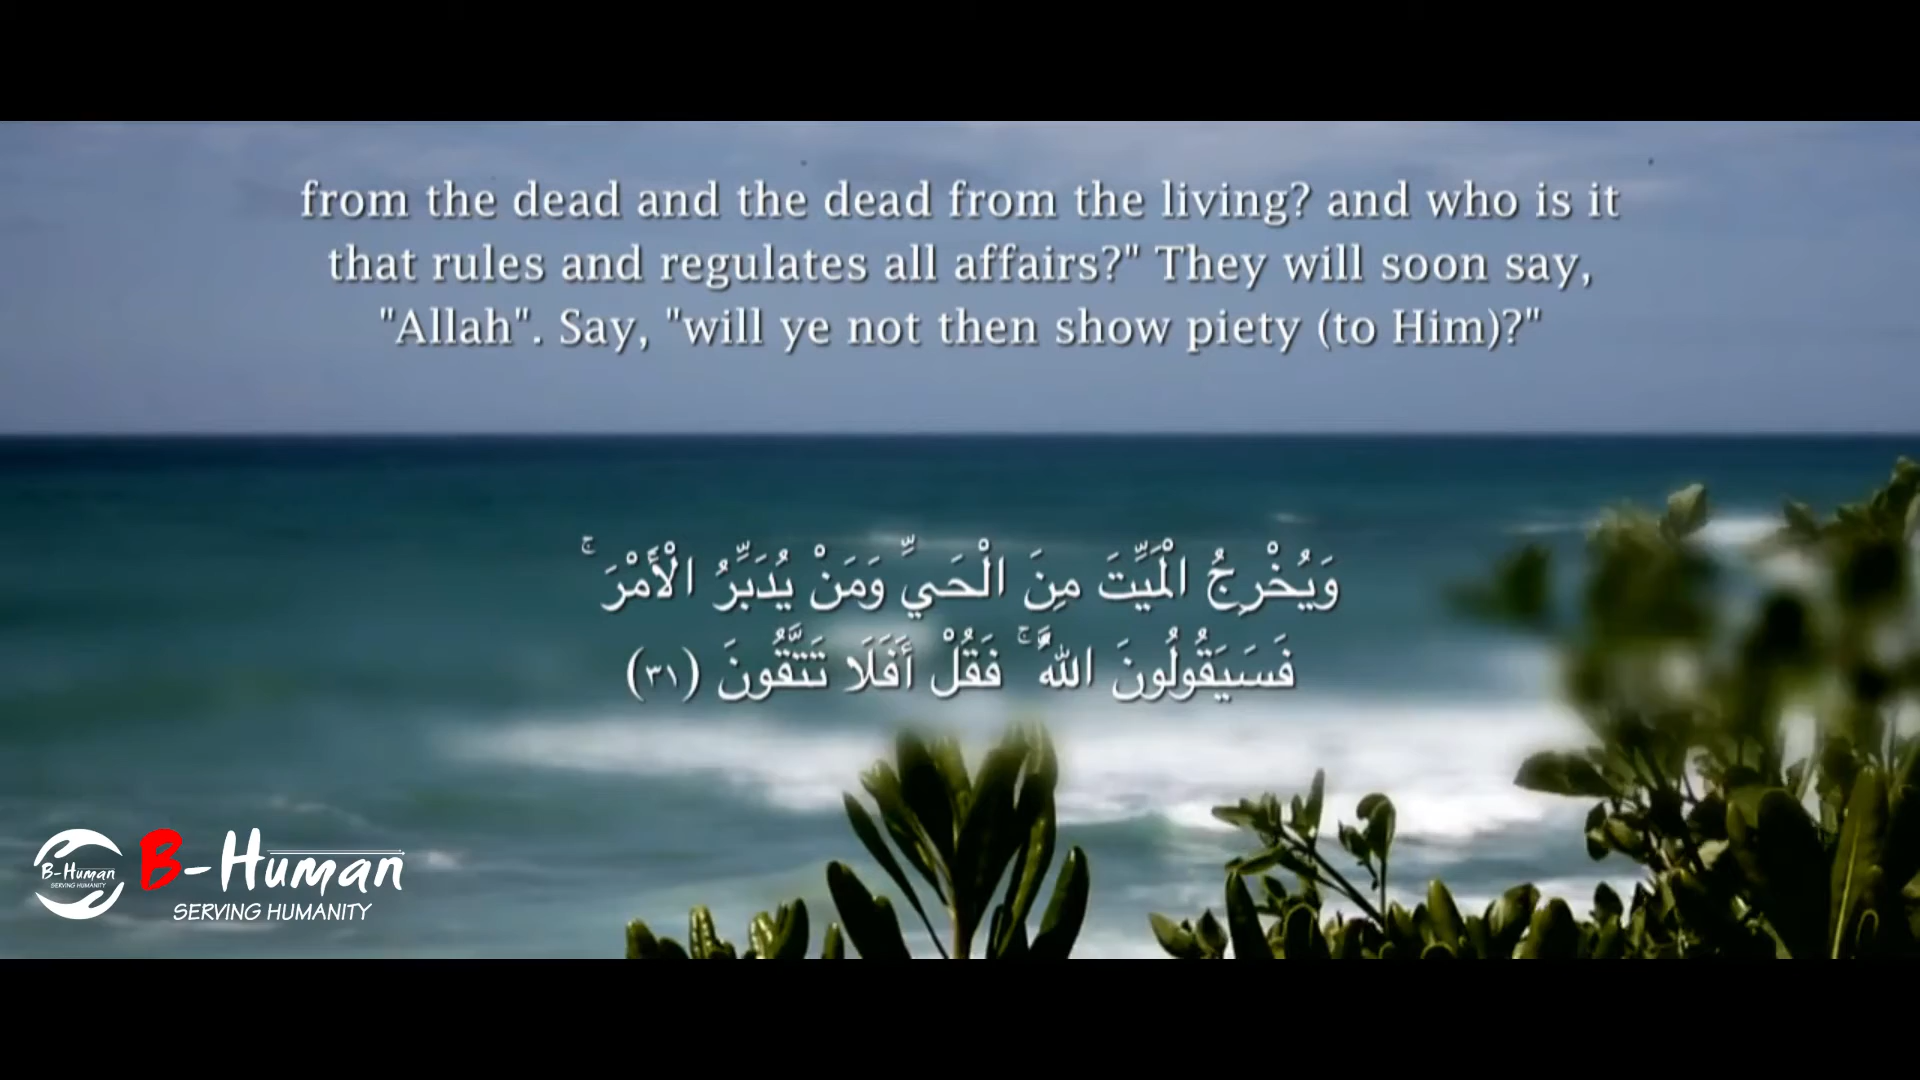 from the dead and the dead from the living? and who is it
that rules and regulates all affairs?" They will soon say,
"Allah". Say, "will ye not then show piety (to Him)?"
وَيُخْرِجُ الْمَيِّتَ مِنَ الْحَيِّ وَمَنْ يُدَبِّرُ الْأَمْرَ ۚ
فَسَيَقُولُونَ اللَّهُ ۚ فَقُلْ أَفَلَا تَتَّقُونَ (٣١)
B-Human
SERVING HUMANITY
B-Human
SERVING HUMANITY